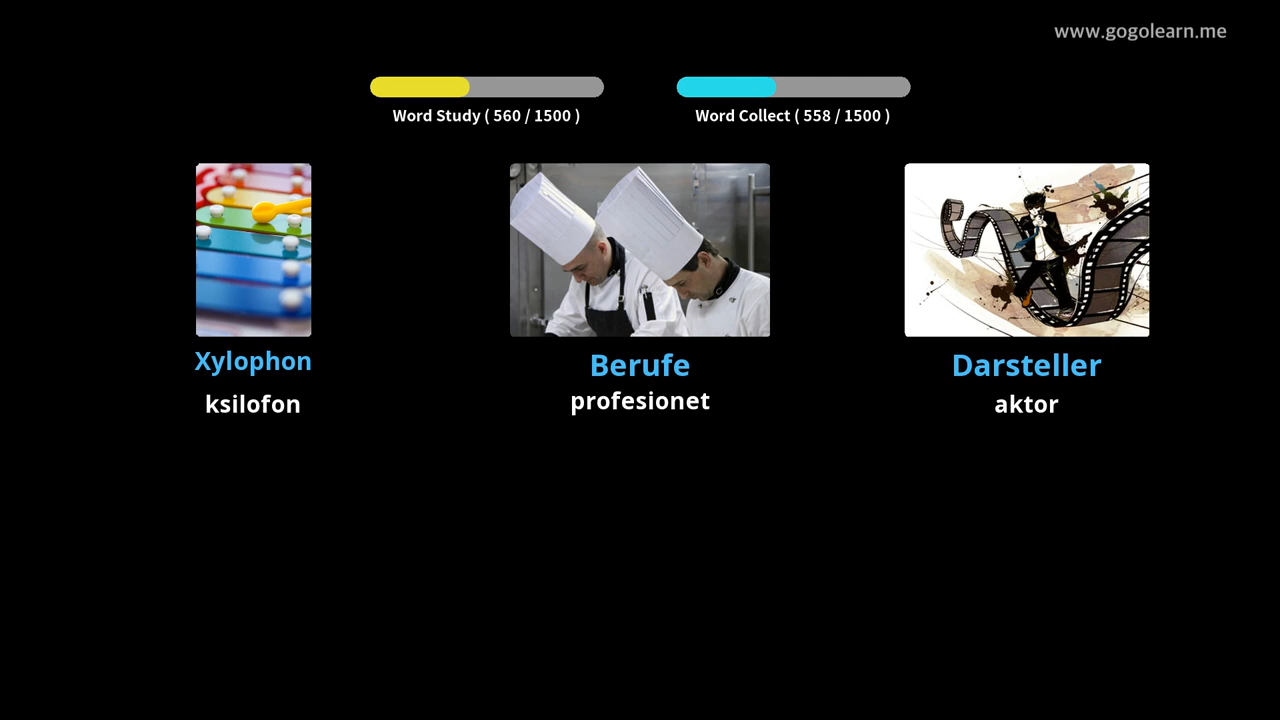 www.gogolearn.me
Word Study ( 560 / 1500 )
Word Collect ( 558 / 1500 )
Xylophon
ksilofon
Berufe
profesionet
Darsteller
aktor